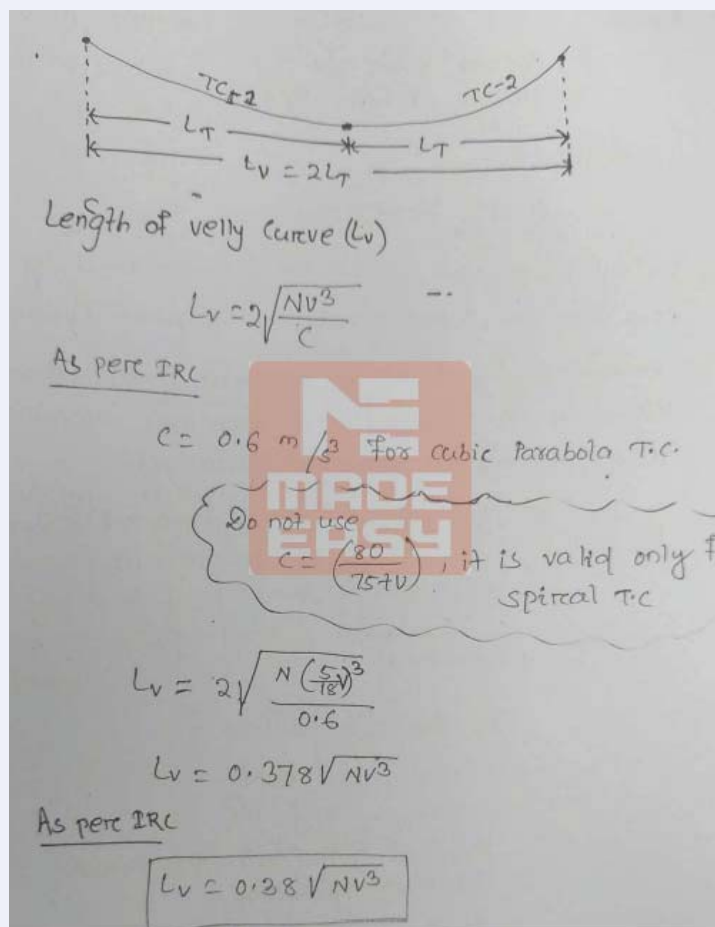 TC-2 TC-2
LT LT
Lv = 2LT
Length of velly Curve (Lv)
Lv = 2√(NV³/C)
As pere IRC
C = 0.6 m/s³ For cubic Parabola T.C.
Do not use
C = (80/75+V), it is valid only f
spireal T.C
Lv = 2√(N(5/18 V)³/0.6)
Lv = 0.378√NV³
As pere IRC
Lv = 0.38√NV³
MADE
EASY